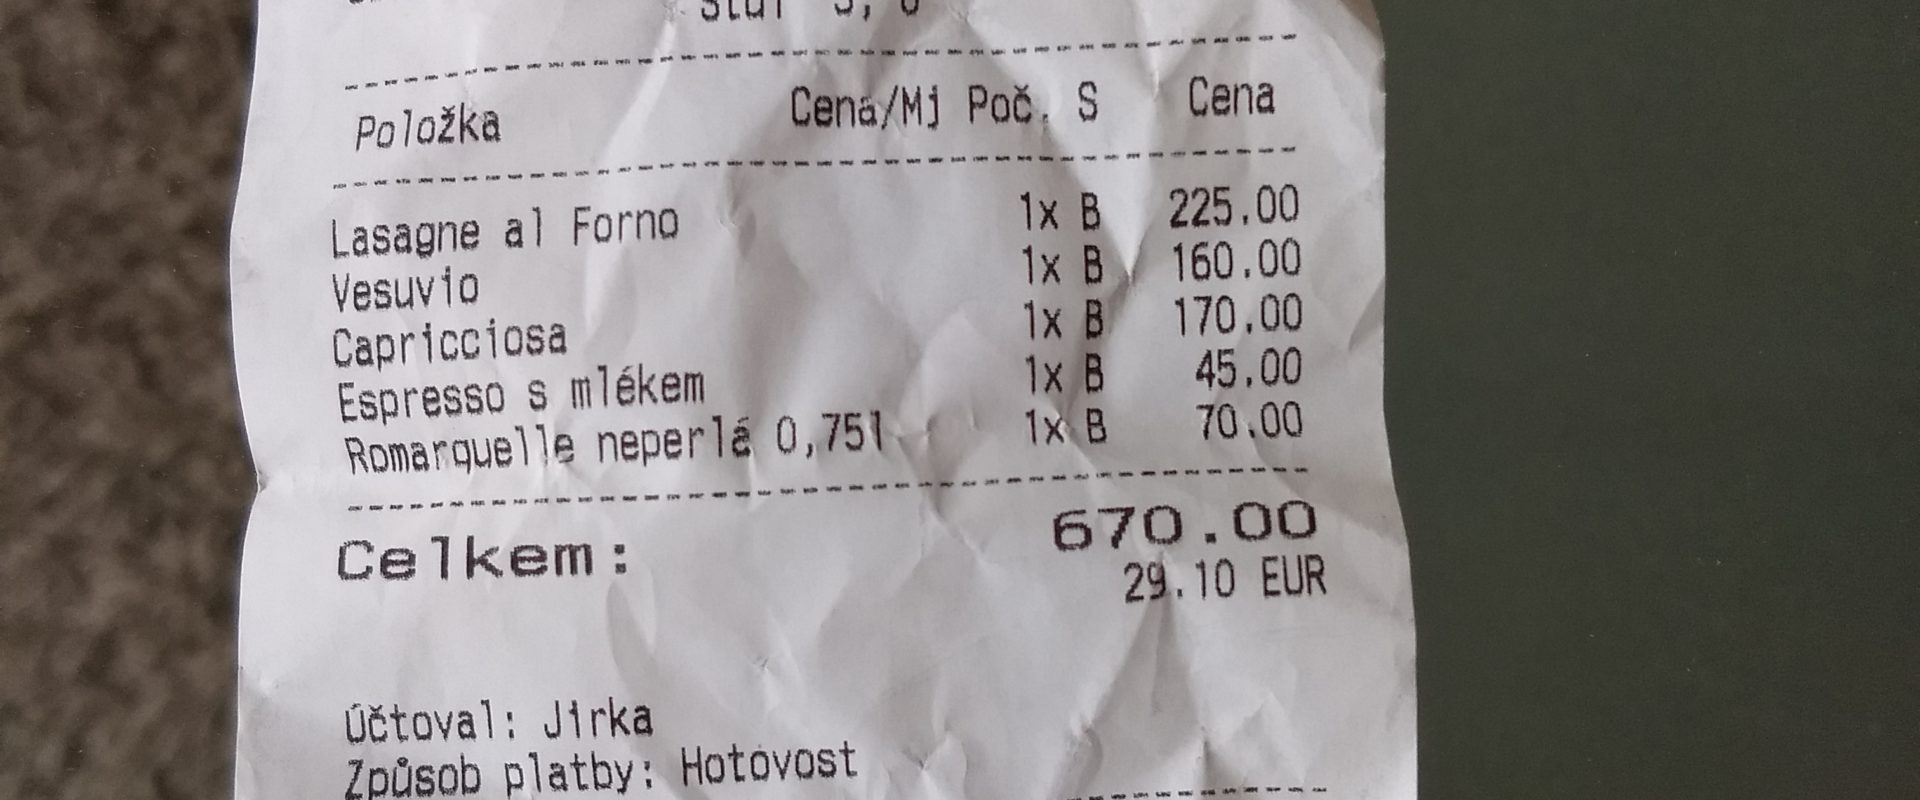 Položka Cena/Mj Poč. S Cena
Lasagne al Forno 1x B 225.00
Vesuvio 1x B 160.00
Capricciosa 1x B 170.00
Espresso s mlékem 1x B 45.00
Romarquelle neperlá 0,75l 1x B 70.00
Celkem: 670.00
29.10 EUR
Účtoval: Jirka
Způsob platby: Hotovost